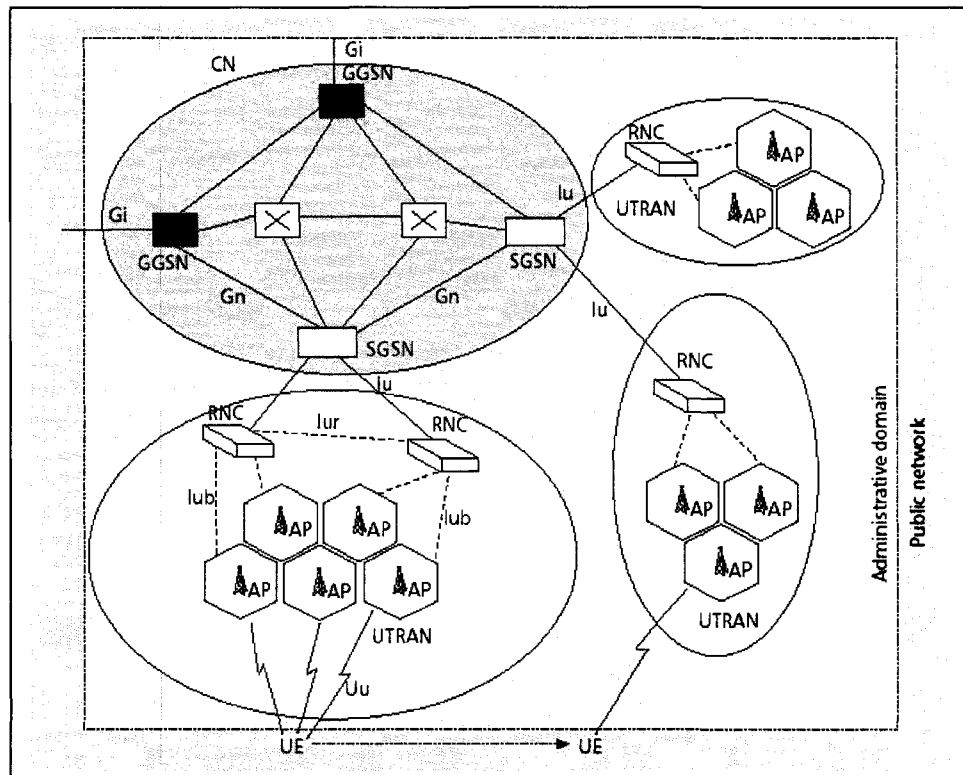 Gi
CN
GGSN
RNC
AP
Iu
UTRAN
AP
AP
Gi
GGSN
SGSN
Gn
Gn
Iu
SGSN
RNC
Iu
RNC
Iur
RNC
Iub
AP
AP
Iub
AP
AP
AP
AP
AP
AP
UTRAN
UTRAN
Uu
UE
UE
Administrative domain
Public network